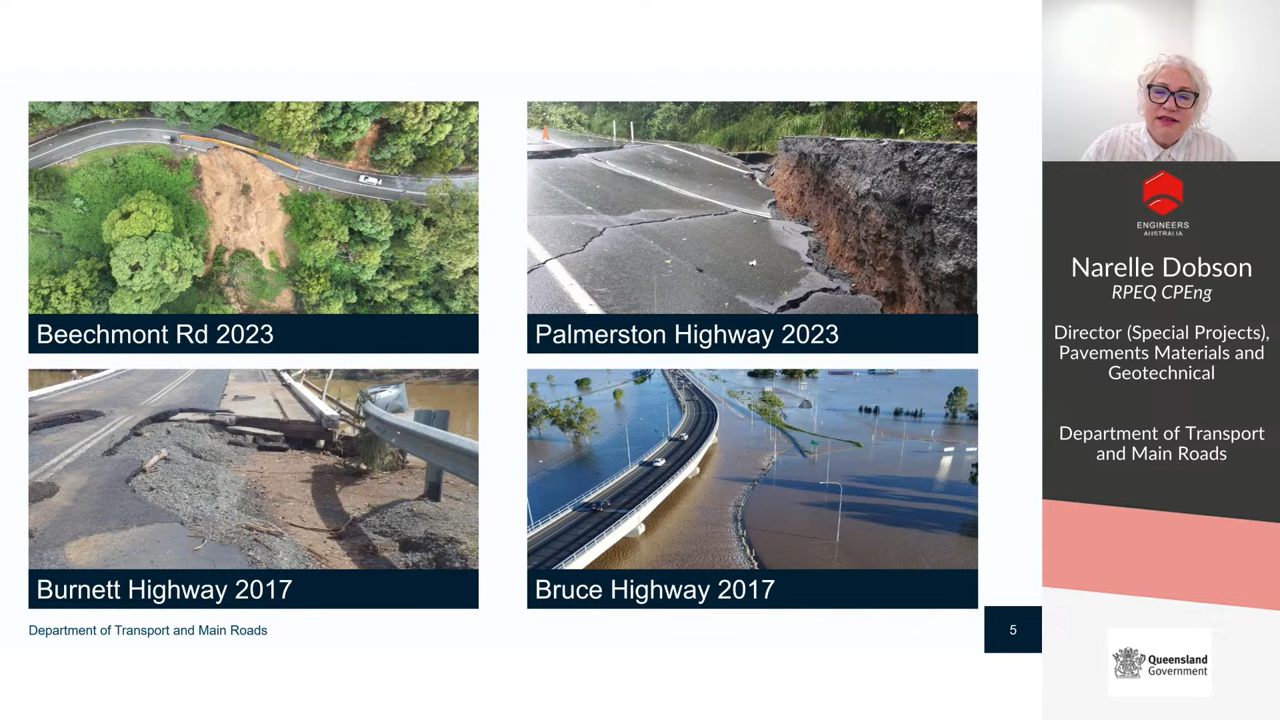 Beechmont Rd 2023
Palmerston Highway 2023
Burnett Highway 2017
Bruce Highway 2017
Department of Transport and Main Roads
5
ENGINEERS
AUSTRALIA
Narelle Dobson
RPEQ CPEng
Director (Special Projects),
Pavements Materials and
Geotechnical
Department of Transport
and Main Roads
Queensland
Government